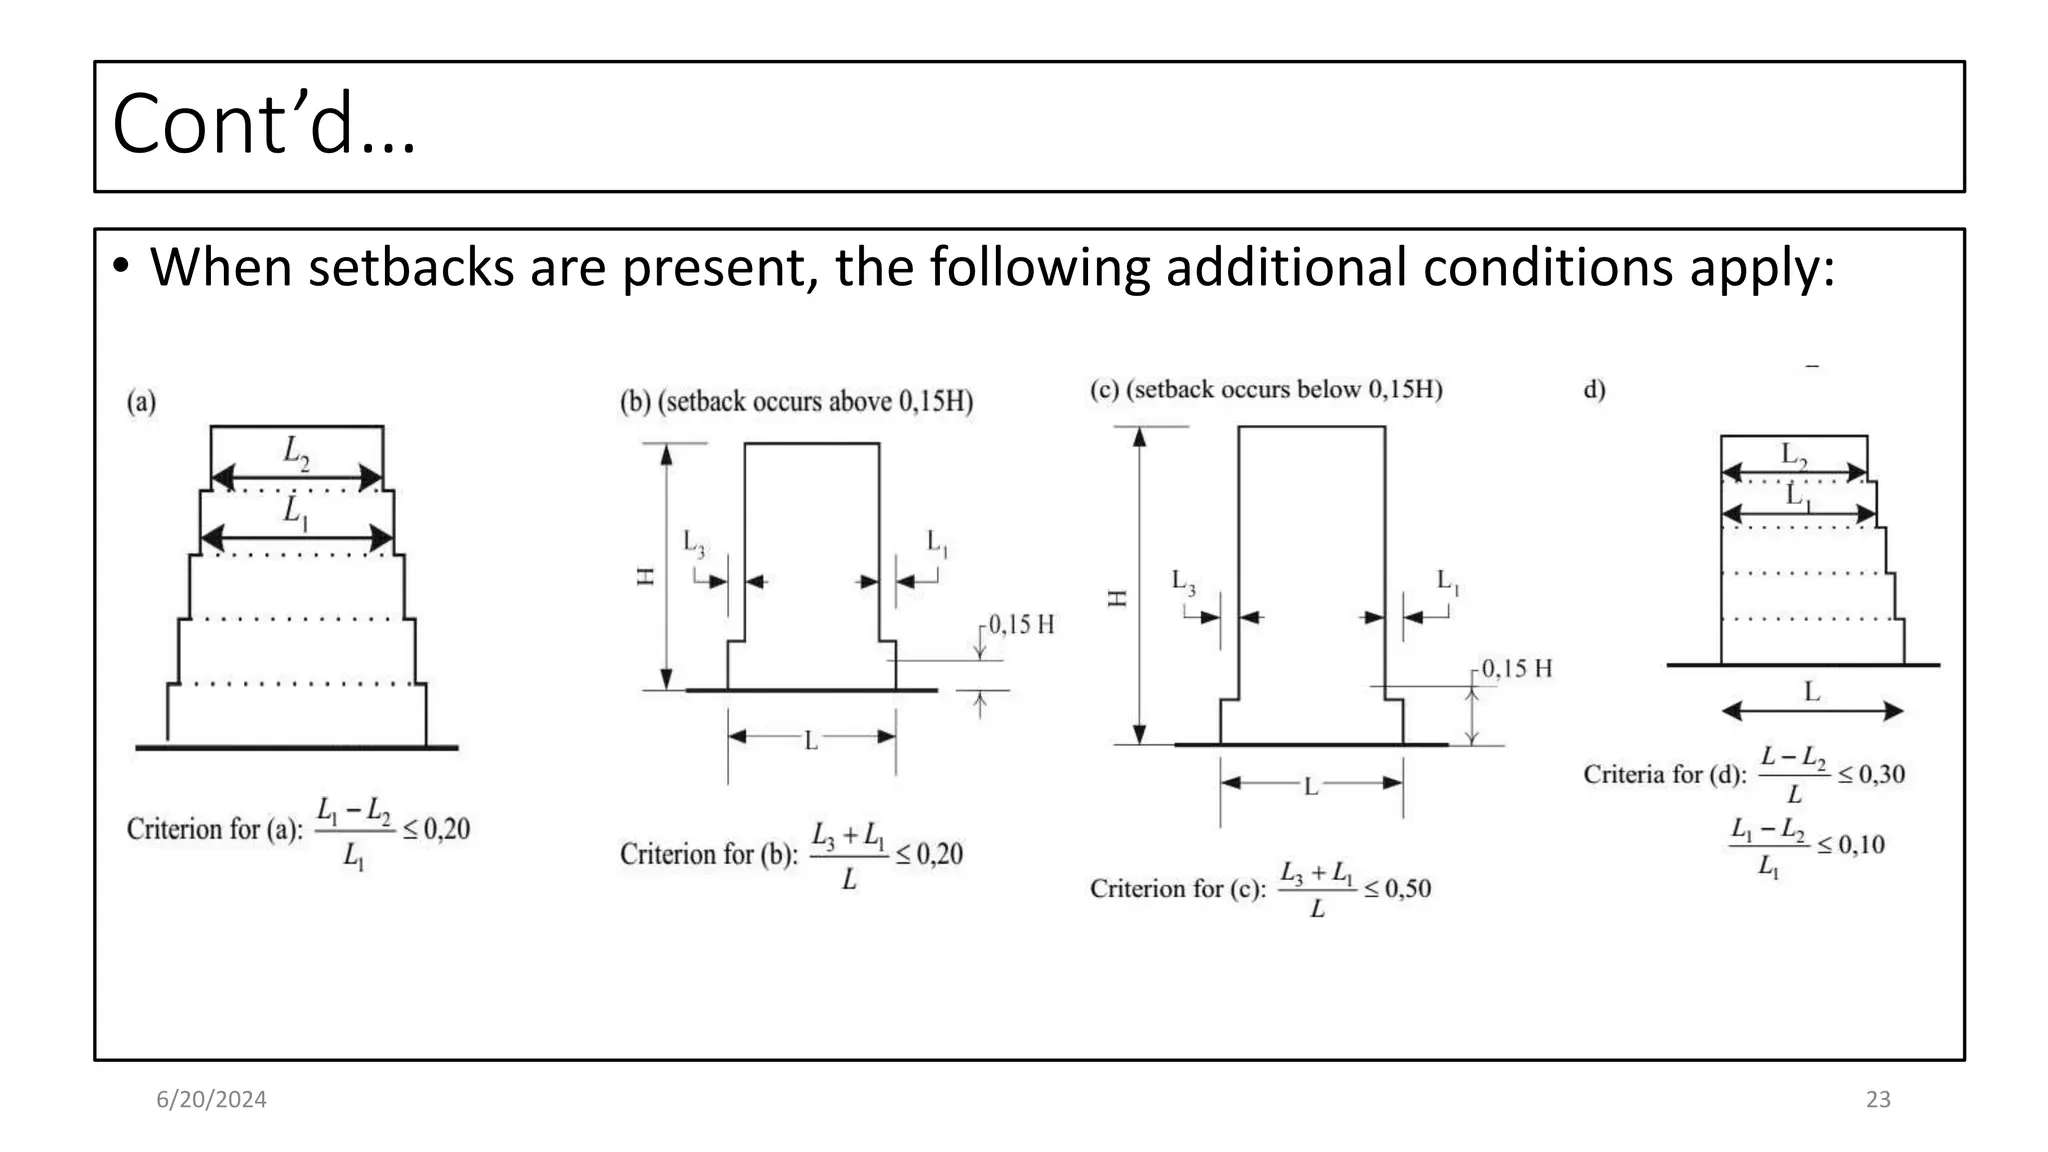 Cont’d…
• When setbacks are present, the following additional conditions apply:
(a)
L2
L1
Criterion for (a): (L1 − L2) / L1 ≤ 0,20
(b) (setback occurs above 0,15H)
H
L3
L1
0,15 H
L
Criterion for (b): (L3 + L1) / L ≤ 0,20
(c) (setback occurs below 0,15H)
H
L3
L1
0,15 H
L
Criterion for (c): (L3 + L1) / L ≤ 0,50
d)
L2
L1
L
Criteria for (d): (L − L2) / L ≤ 0,30
(L1 − L2) / L1 ≤ 0,10
6/20/2024
23